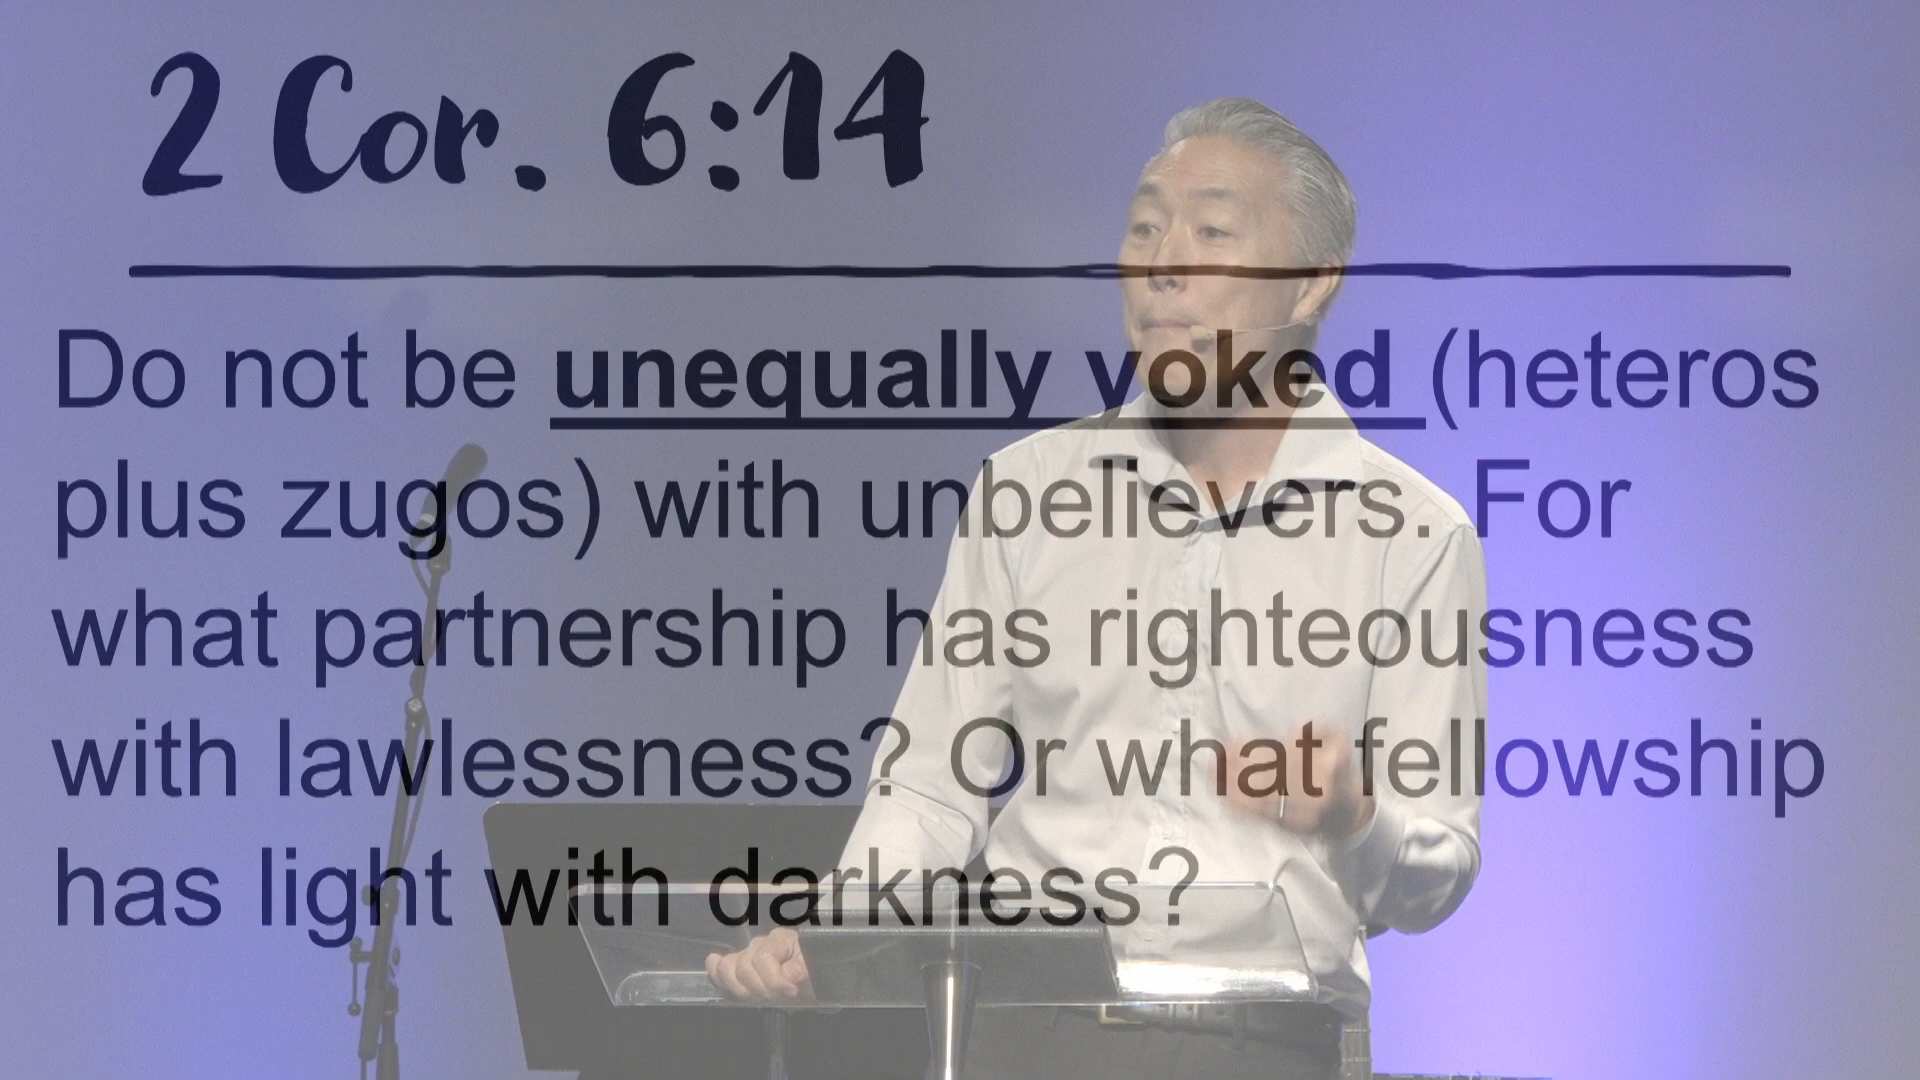 2 Cor. 6:14
Do not be unequally yoked (heteros
plus zugos) with unbelievers. For
what partnership has righteousness
with lawlessness? Or what fellowship
has light with darkness?